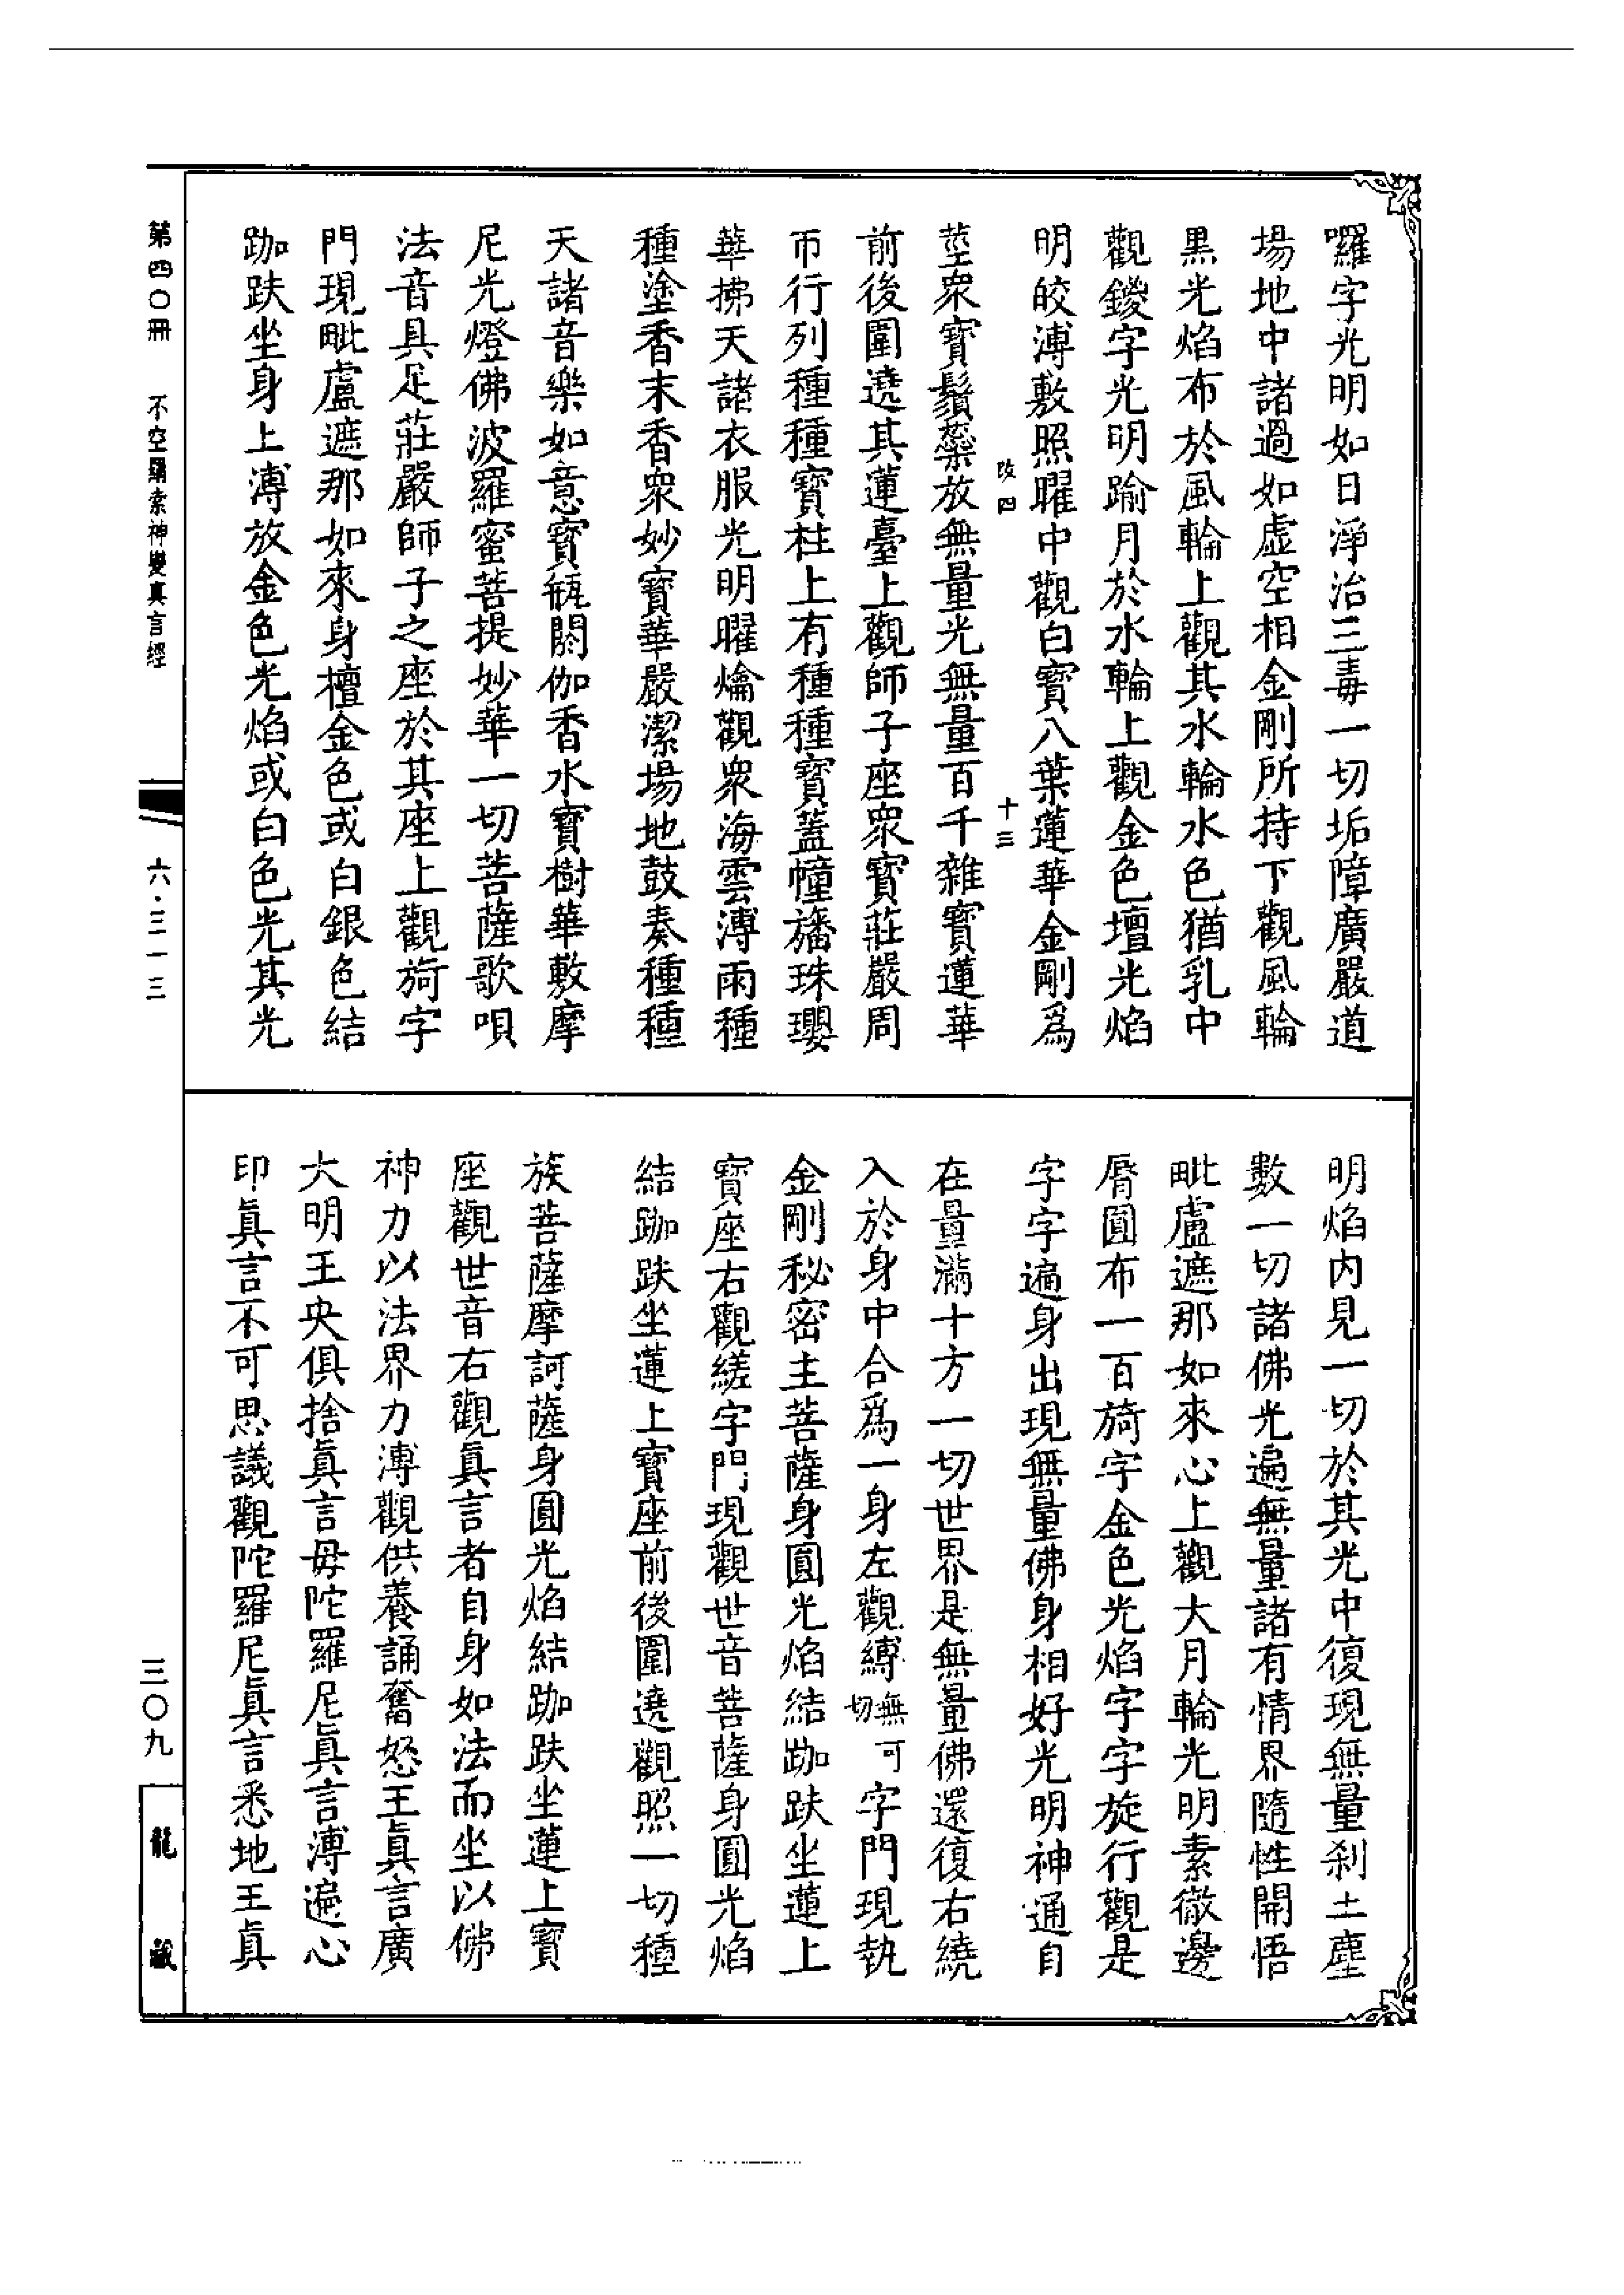 囉字光明如日淨治三毒一切垢障廣嚴道
場地中諸過如虛空相金剛所持下觀風輪
黑光焰布於風輪上觀其水輪水色猶乳中
觀鑁字光明踰月於水輪上觀金色壇光焰
明皎溥敷照曜中觀白寶八葉蓮華金剛爲
改四 十三
莖衆寶鬚蘂放無量光無量百千雜寶蓮華
前後圍遶其蓮臺上觀師子座衆寶莊嚴周
帀行列種種寶柱上有種種寶蓋幢旛珠瓔
華拂天諸衣服光明曜爚觀衆海雲溥雨種
種塗香末香衆妙寶華嚴潔場地鼓奏種種
天諸音樂如意寶瓶閼伽香水寶樹華敷摩
尼光燈佛波羅蜜菩提妙華一切菩薩歌唄
法音具足莊嚴師子之座於其座上觀㫊字
門現毗盧遮那如來身檀金色或白銀色結
跏趺坐身上溥放金色光焰或白色光其光
明焰內見一切於其光中復現無量剎土塵
數一切諸佛光遍無量諸有情界隨性開悟
毗盧遮那如來心上觀大月輪光明素徹邊
脣圓布一百㫊字金色光焰字字旋行觀是
字字遍身出現無量佛身相好光明神通自
在量滿十方一切世界是無量佛還復右繞
入於身中合爲一身左觀縛無可切字門現執
金剛秘密主菩薩身圓光焰結跏趺坐蓮上
寶座右觀縒字門現觀世音菩薩身圓光焰
結跏趺坐蓮上寶座前後圍遶觀照一切種
族菩薩摩訶薩身圓光焰結跏趺坐蓮上寶
座觀世音右觀眞言者自身如法而坐以佛
神力以法界力溥觀供養誦奮怒王眞言廣
大明王央俱捨眞言毋陀羅尼眞言溥遍心
印眞言不可思議觀陀羅尼眞言悉地王眞
第四〇冊 不空羂索神變真言經
六·三一三
三〇九
龍藏